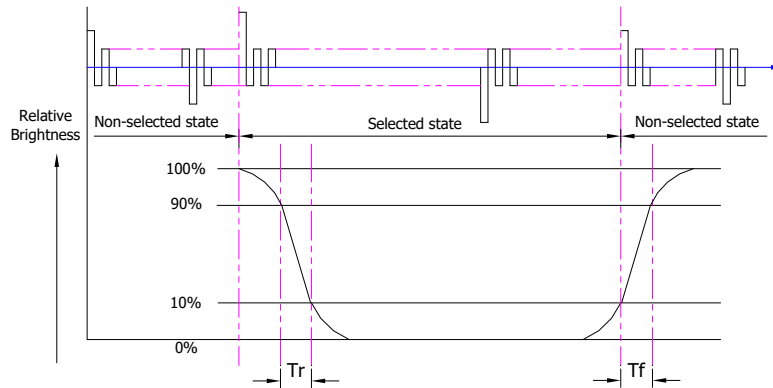 Relative
Brightness
Non-selected state
Selected state
Non-selected state
100%
90%
10%
0%
Tr
Tf